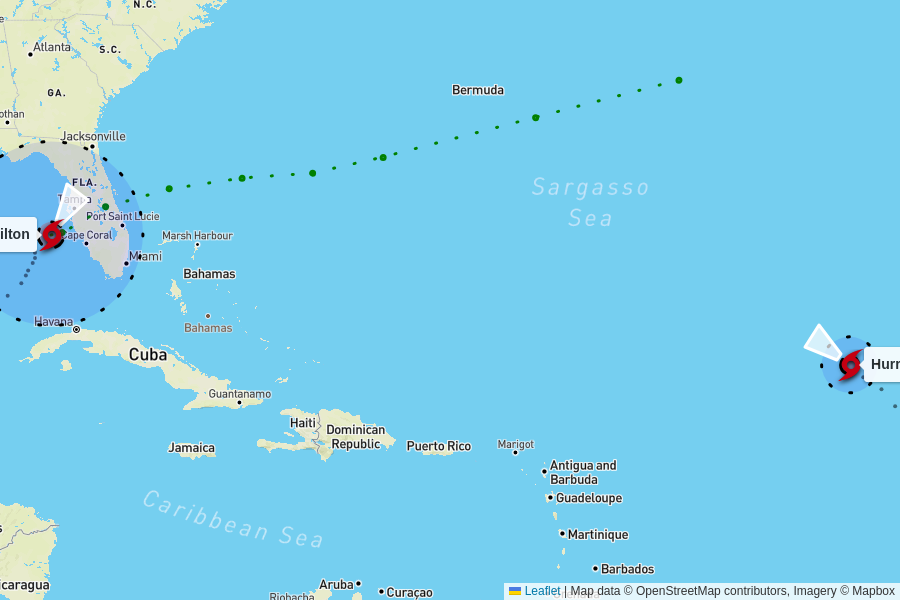 N.C.
Atlanta
S.C.
GA.
othan
Bermuda
Jacksonville
FLA.
Tampa
Port Saint Lucie
ilton
Cape Coral
Miami
Marsh Harbour
Bahamas
Sargasso
Sea
Havana
Bahamas
Cuba
Hurr
Guantanamo
Haiti
Dominican
Republic
Jamaica
Puerto Rico
Marigot
Antigua and
Barbuda
Guadeloupe
Caribbean Sea
Martinique
Barbados
icaragua
Aruba
Curaçao
Riohacha
Leaflet | Map data © OpenStreetMap contributors, Imagery © Mapbox